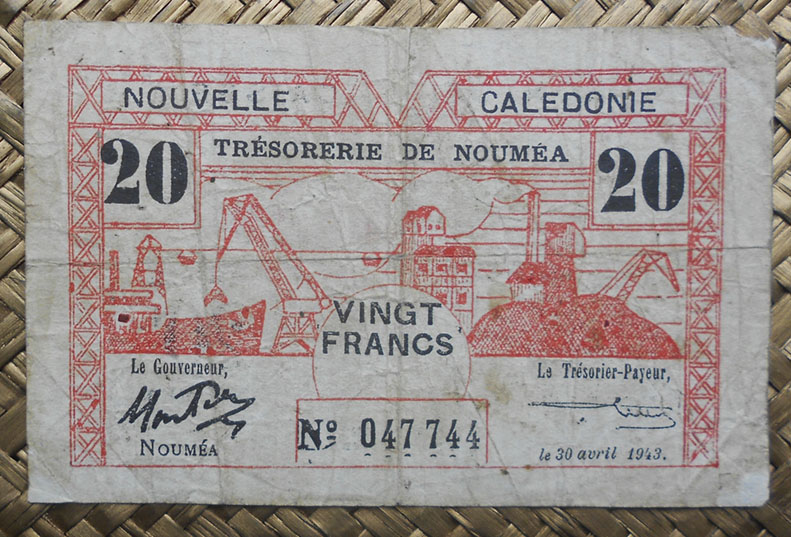 NOUVELLE CALEDONIE
20 TRÉSORERIE DE NOUMÉA 20
VINGT
FRANCS
Le Gouverneur,
Le Trésorier-Payeur,
NOUMÉA
No 047744
le 30 avril 1943.